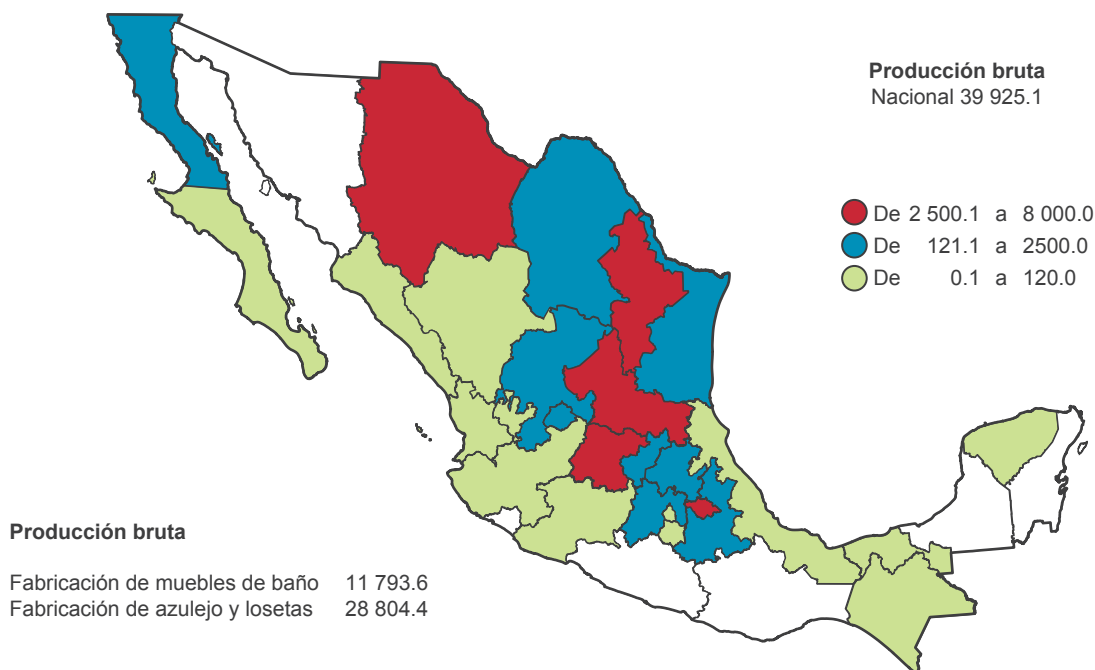 Producción bruta
Nacional 39 925.1
De 2 500.1 a 8 000.0
De 121.1 a 2500.0
De 0.1 a 120.0
Producción bruta
Fabricación de muebles de baño 11 793.6
Fabricación de azulejo y losetas 28 804.4